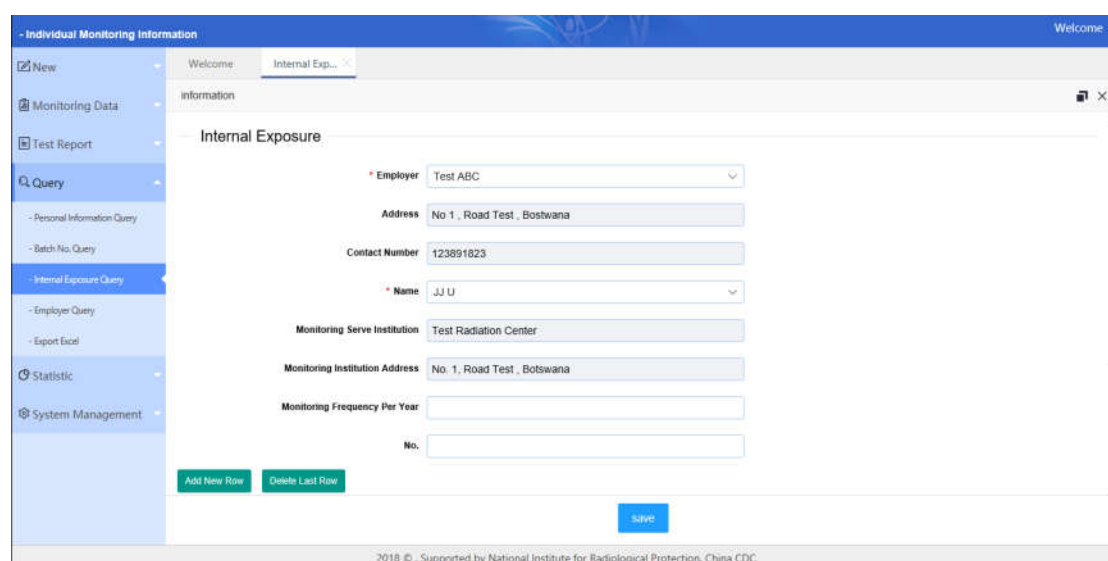 - Individual Monitoring Information
Welcome
New
Welcome
Internal Exp...
Monitoring Data
information
Test Report
Internal Exposure
Query
* Employer Test ABC
- Personal Information Query
Address No 1 , Road Test , Bostwana
- Batch No. Query
Contact Number 123891823
- Internal Exposure Query
* Name JJ U
- Employer Query
Monitoring Serve Institution Test Radiation Center
- Export Excel
Monitoring Institution Address No. 1, Road Test , Botswana
Statistic
Monitoring Frequency Per Year
System Management
No.
Add New Row
Delete Last Row
save
2018 © , Supported by National Institute for Radiological Protection, China CDC